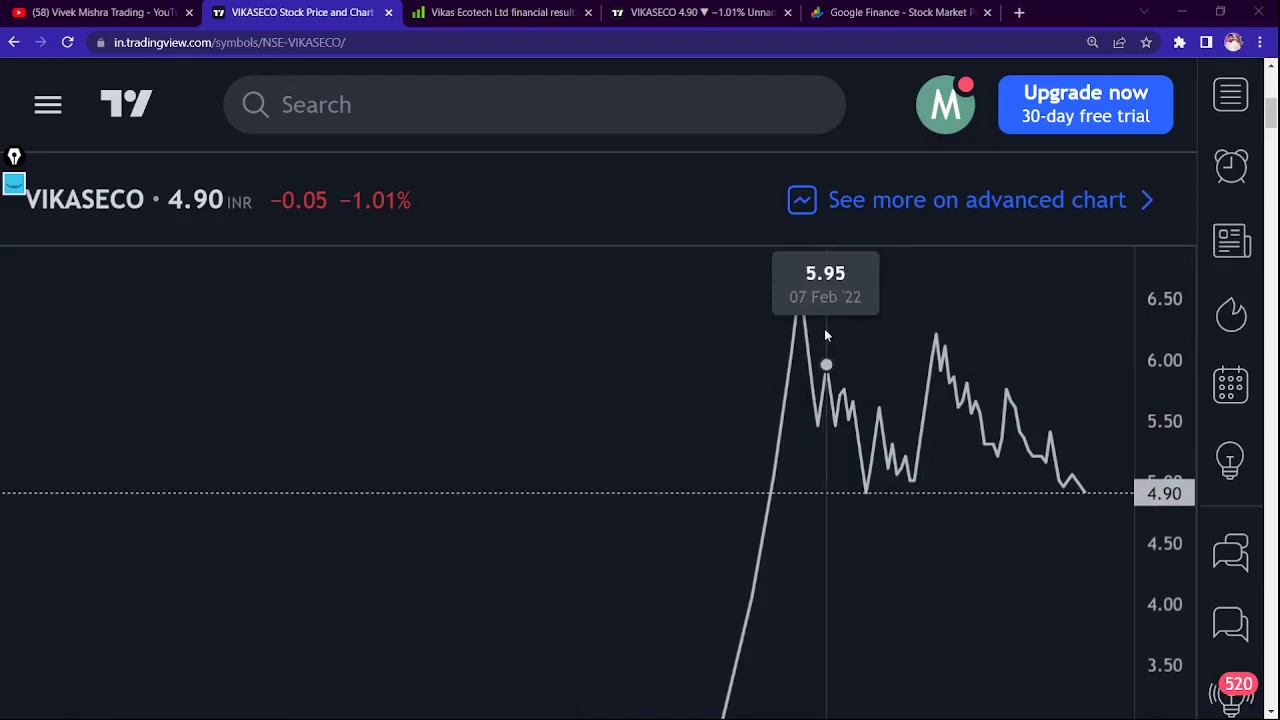 (58) Vivek Mishra Trading - YouT
VIKASECO Stock Price and Chart
Vikas Ecotech Ltd financial result
VIKASECO 4.90 ▼ −1.01% Unnan
Google Finance - Stock Market P
in.tradingview.com/symbols/NSE-VIKASECO/
Search
M
Upgrade now
30-day free trial
VIKASECO • 4.90 INR −0.05 −1.01%
See more on advanced chart
5.95
07 Feb '22
6.50
6.00
5.50
5.00
4.90
4.50
4.00
3.50
520